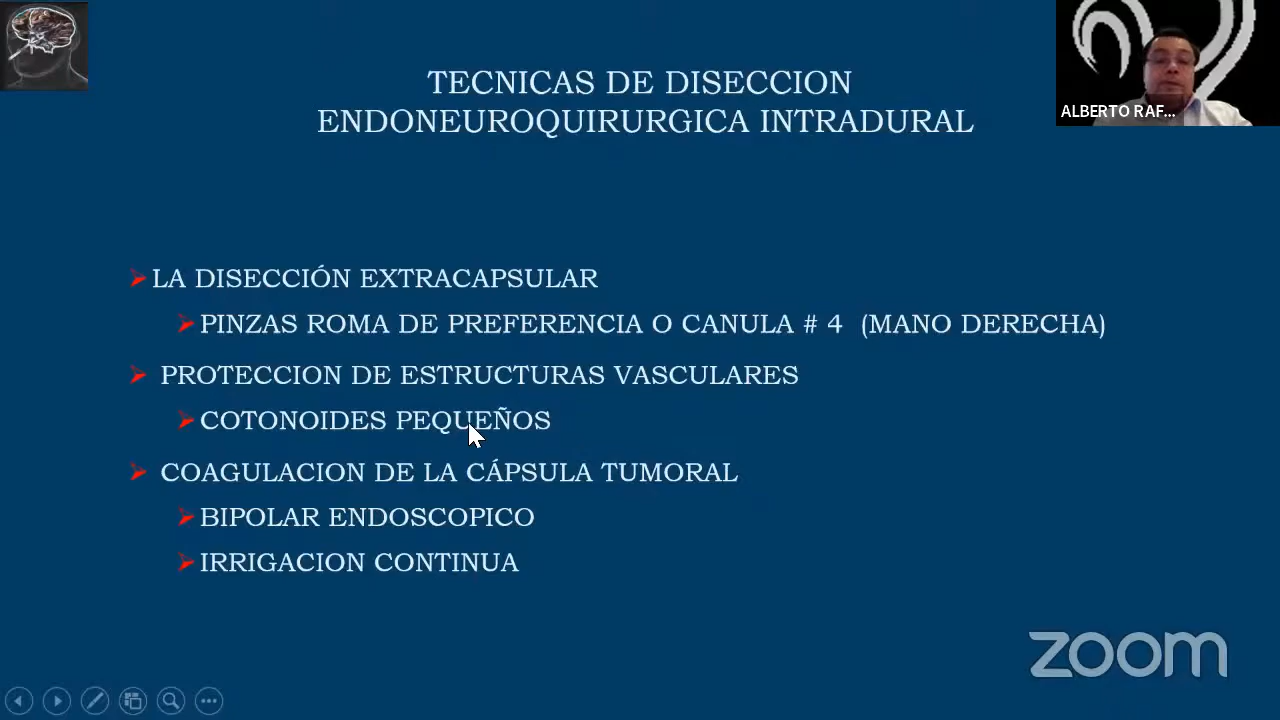 TECNICAS DE DISECCION
ENDONEUROQUIRURGICA INTRADURAL
ALBERTO RAF...
LA DISECCIÓN EXTRACAPSULAR
PINZAS ROMA DE PREFERENCIA O CANULA # 4 (MANO DERECHA)
PROTECCION DE ESTRUCTURAS VASCULARES
COTONOIDES PEQUEÑOS
COAGULACION DE LA CÁPSULA TUMORAL
BIPOLAR ENDOSCOPICO
IRRIGACION CONTINUA
zoom